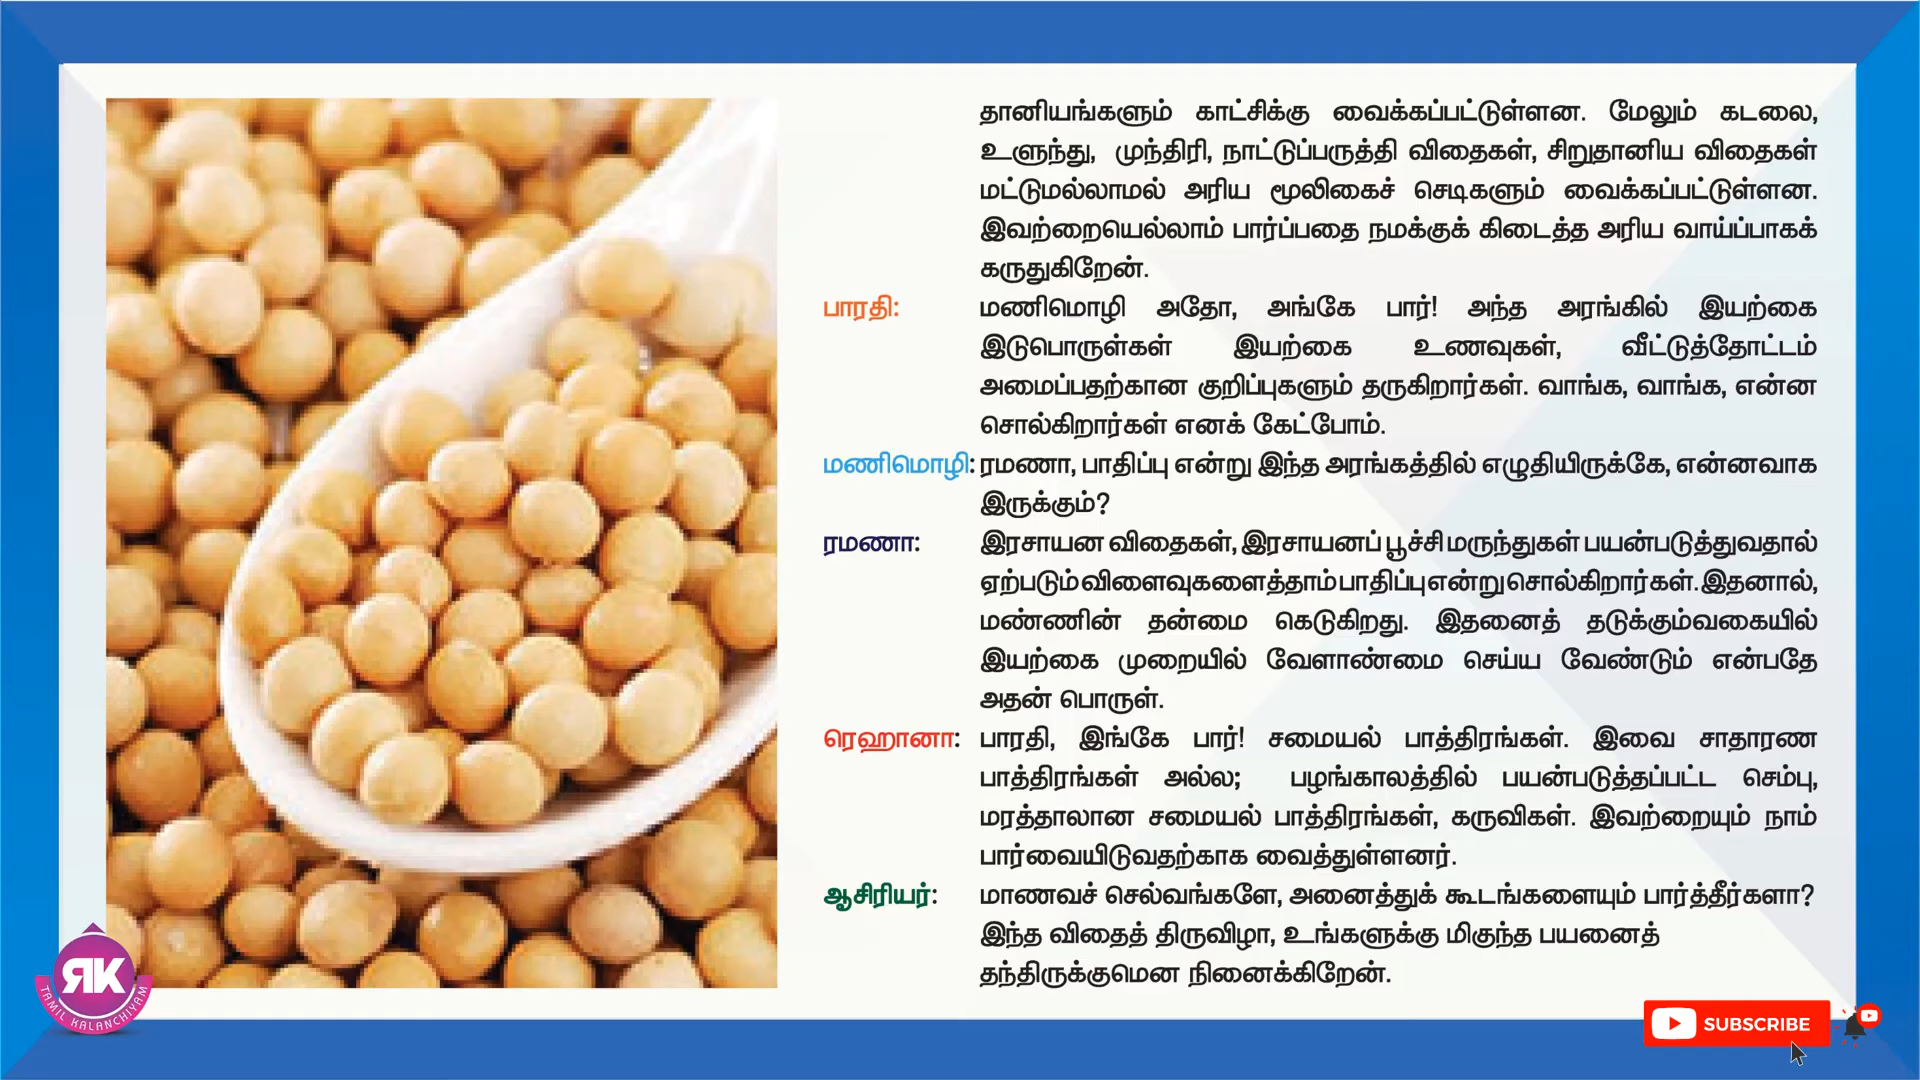 தானியங்களும் காட்சிக்கு வைக்கப்பட்டுள்ளன. மேலும் கடலை,
உளுந்து, முந்திரி, நாட்டுப்பருத்தி விதைகள், சிறுதானிய விதைகள்
மட்டுமல்லாமல் அரிய மூலிகைச் செடிகளும் வைக்கப்பட்டுள்ளன.
இவற்றையெல்லாம் பார்ப்பதை நமக்குக் கிடைத்த அரிய வாய்ப்பாகக்
கருதுகிறேன்.
பாரதி: மணிமொழி அதோ, அங்கே பார்! அந்த அரங்கில் இயற்கை
இடுபொருள்கள் இயற்கை உணவுகள், வீட்டுத்தோட்டம்
அமைப்பதற்கான குறிப்புகளும் தருகிறார்கள். வாங்க, வாங்க, என்ன
சொல்கிறார்கள் எனக் கேட்போம்.
மணிமொழி: ரமணா, பாதிப்பு என்று இந்த அரங்கத்தில் எழுதியிருக்கே, என்னவாக
இருக்கும்?
ரமணா: இரசாயன விதைகள், இரசாயனப் பூச்சி மருந்துகள் பயன்படுத்துவதால்
ஏற்படும் விளைவுகளைத்தாம் பாதிப்பு என்று சொல்கிறார்கள். இதனால்,
மண்ணின் தன்மை கெடுகிறது. இதனைத் தடுக்கும்வகையில்
இயற்கை முறையில் வேளாண்மை செய்ய வேண்டும் என்பதே
அதன் பொருள்.
ரெஹானா: பாரதி, இங்கே பார்! சமையல் பாத்திரங்கள். இவை சாதாரண
பாத்திரங்கள் அல்ல; பழங்காலத்தில் பயன்படுத்தப்பட்ட செம்பு,
மரத்தாலான சமையல் பாத்திரங்கள், கருவிகள். இவற்றையும் நாம்
பார்வையிடுவதற்காக வைத்துள்ளனர்.
ஆசிரியர்: மாணவச் செல்வங்களே, அனைத்துக் கூடங்களையும் பார்த்தீர்களா?
இந்த விதைத் திருவிழா, உங்களுக்கு மிகுந்த பயனைத்
தந்திருக்குமென நினைக்கிறேன்.
RK
TAMIL KALANCHIYAM
SUBSCRIBE